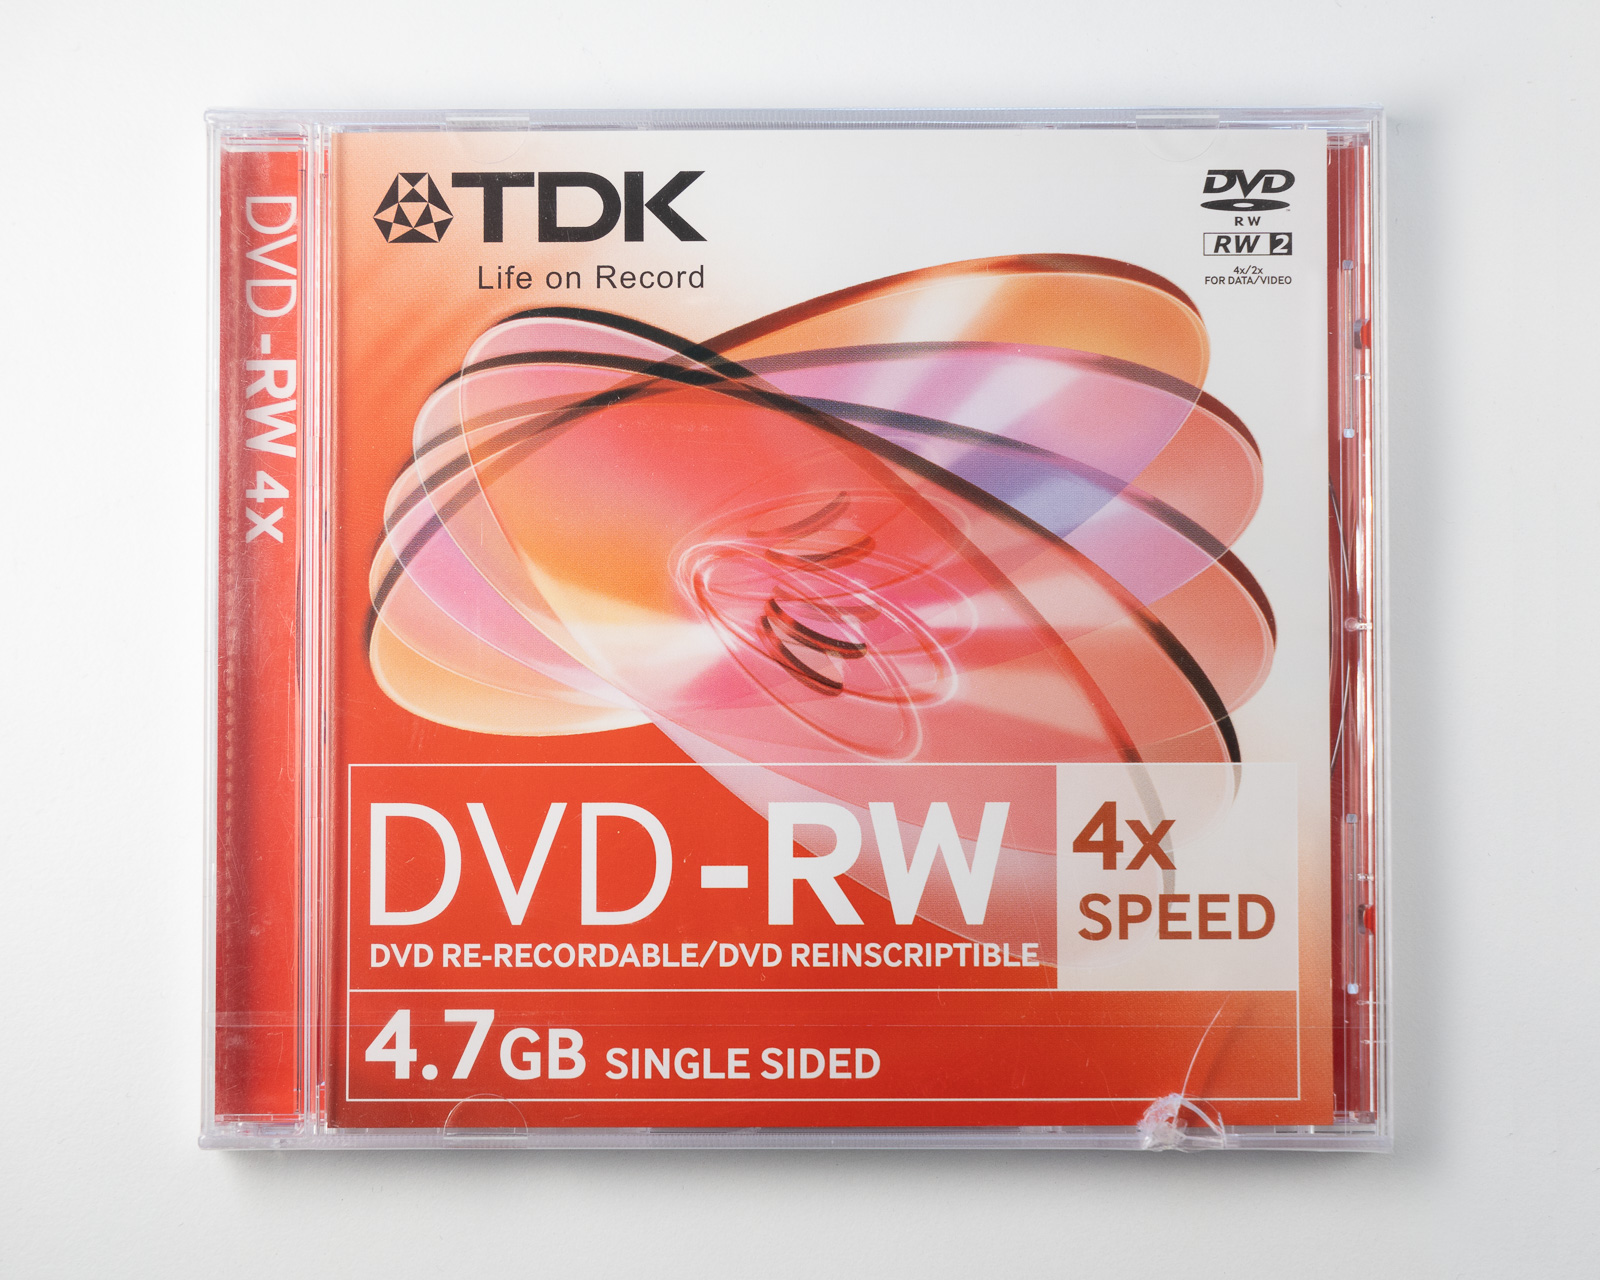 DVD-RW 4x
TDK
Life on Record
DVD
RW
RW 2
4x/2x
FOR DATA/VIDEO
DVD-RW
DVD RE-RECORDABLE/DVD REINSCRIPTIBLE
4x
SPEED
4.7GB SINGLE SIDED